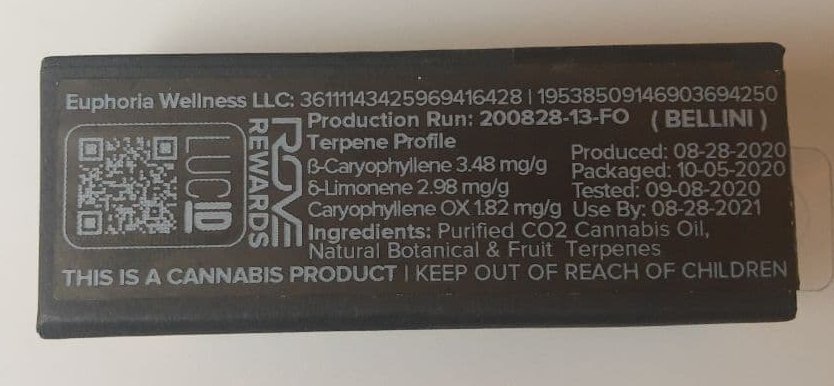 Euphoria Wellness LLC: 36111143425969416428 | 19538509146903694250
LUCID
ROVE
REWARDS
Production Run: 200828-13-FO ( BELLINI )
Terpene Profile
ß-Caryophyllene 3.48 mg/g
δ-Limonene 2.98 mg/g
Caryophyllene OX 1.82 mg/g
Produced: 08-28-2020
Packaged: 10-05-2020
Tested: 09-08-2020
Use By: 08-28-2021
Ingredients: Purified CO2 Cannabis Oil,
Natural Botanical & Fruit Terpenes
THIS IS A CANNABIS PRODUCT | KEEP OUT OF REACH OF CHILDREN